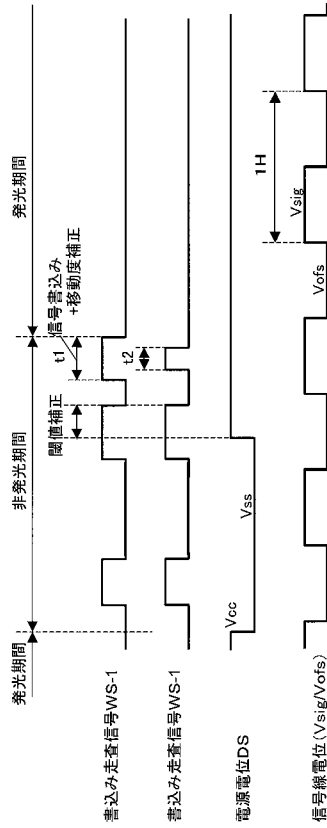 発光期間
非発光期間
発光期間
閾値補正
t1
信号書込み
+移動度補正
書込み走査信号WS-1
t2
書込み走査信号WS-1
Vcc
Vss
電源電位DS
1H
Vofs
Vsig
信号線電位(Vsig/Vofs)